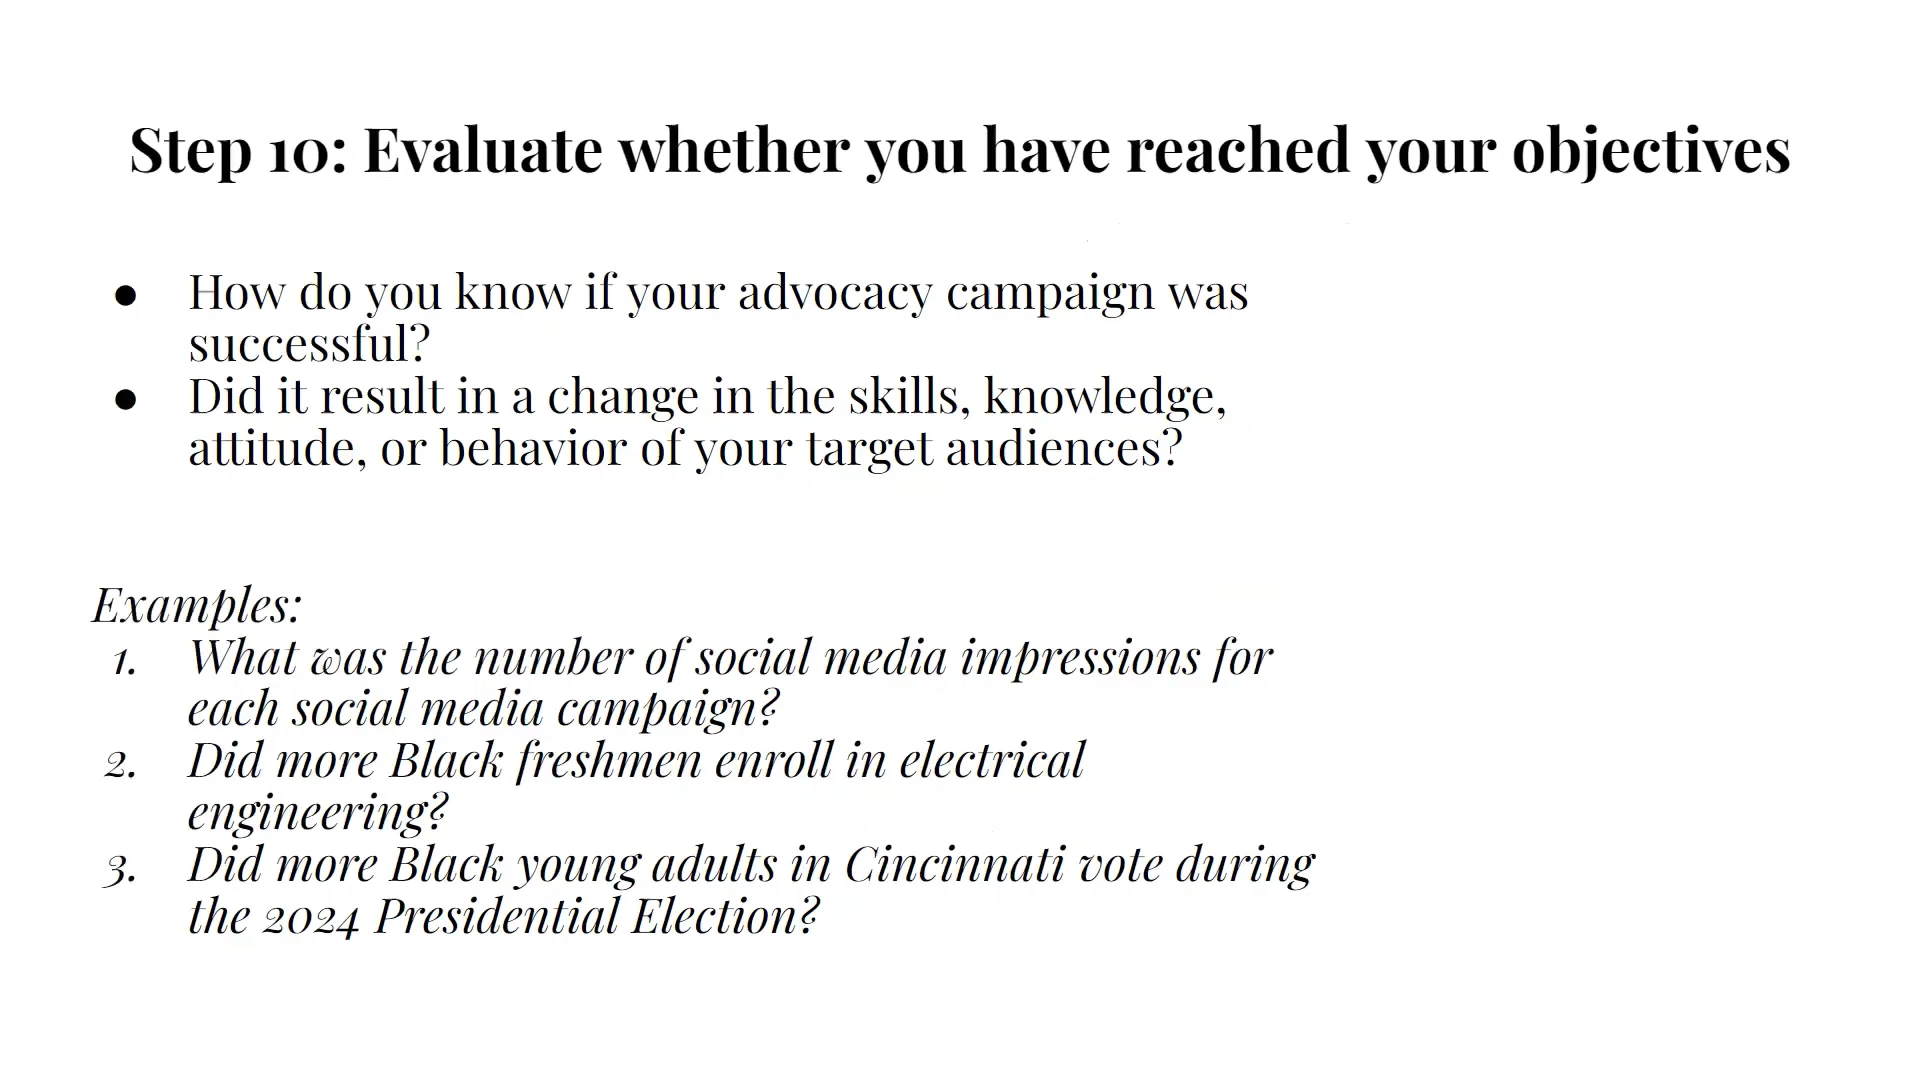 Step 10: Evaluate whether you have reached your objectives
● How do you know if your advocacy campaign was
successful?
● Did it result in a change in the skills, knowledge,
attitude, or behavior of your target audiences?
Examples:
1. What was the number of social media impressions for
each social media campaign?
2. Did more Black freshmen enroll in electrical
engineering?
3. Did more Black young adults in Cincinnati vote during
the 2024 Presidential Election?